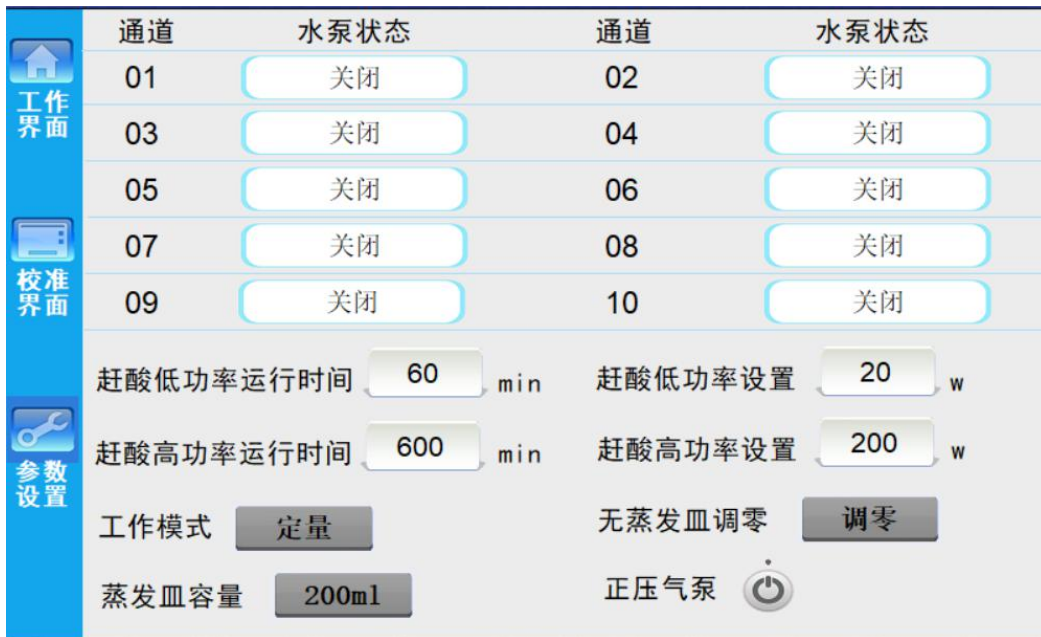 通道 水泵状态 通道 水泵状态
工作
界面
01 关闭 02 关闭
03 关闭 04 关闭
05 关闭 06 关闭
校准
界面
07 关闭 08 关闭
09 关闭 10 关闭
赶酸低功率运行时间 60 min 赶酸低功率设置 20 w
参数
设置
赶酸高功率运行时间 600 min 赶酸高功率设置 200 w
工作模式 定量 无蒸发皿调零 调零
蒸发皿容量 200ml 正压气泵